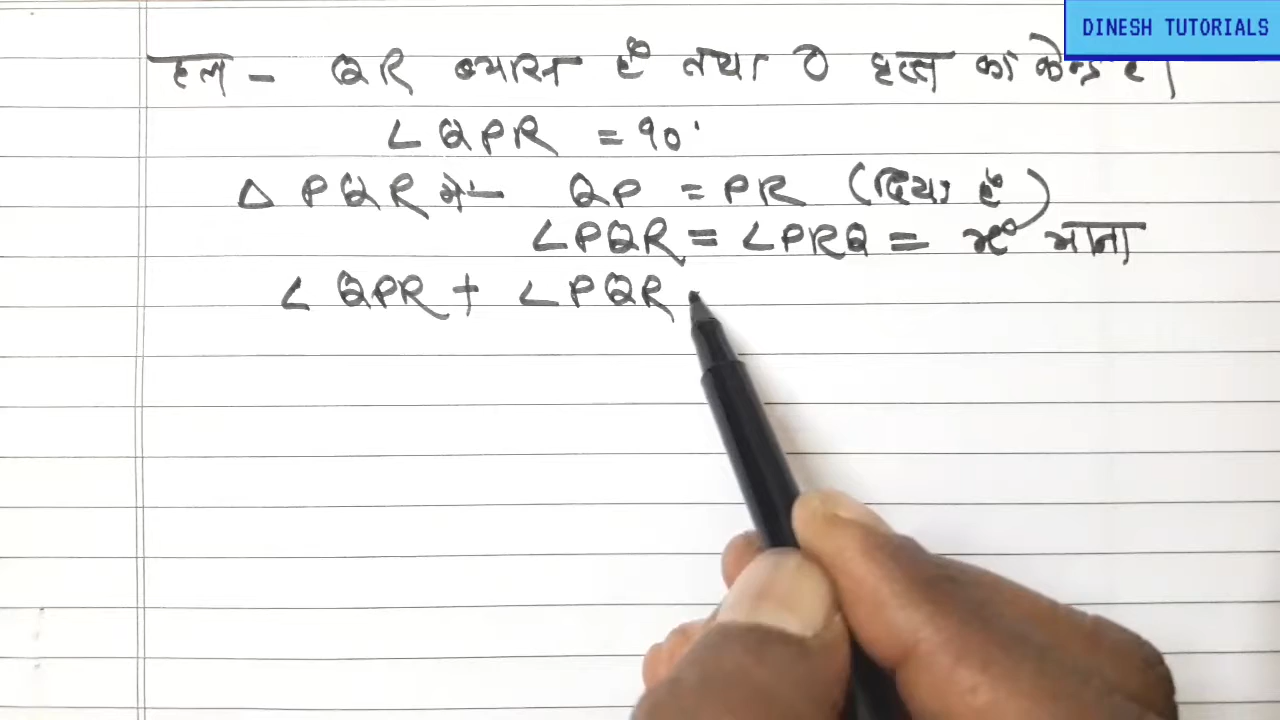 DINESH TUTORIALS
हल - QR व्यास है तथा O वृत्त का केन्द्र है।
∠QPR = 90°
Δ PQR में- QP = PR (दिया है)
∠PQR = ∠PRQ = x° माना
∠QPR + ∠PQR